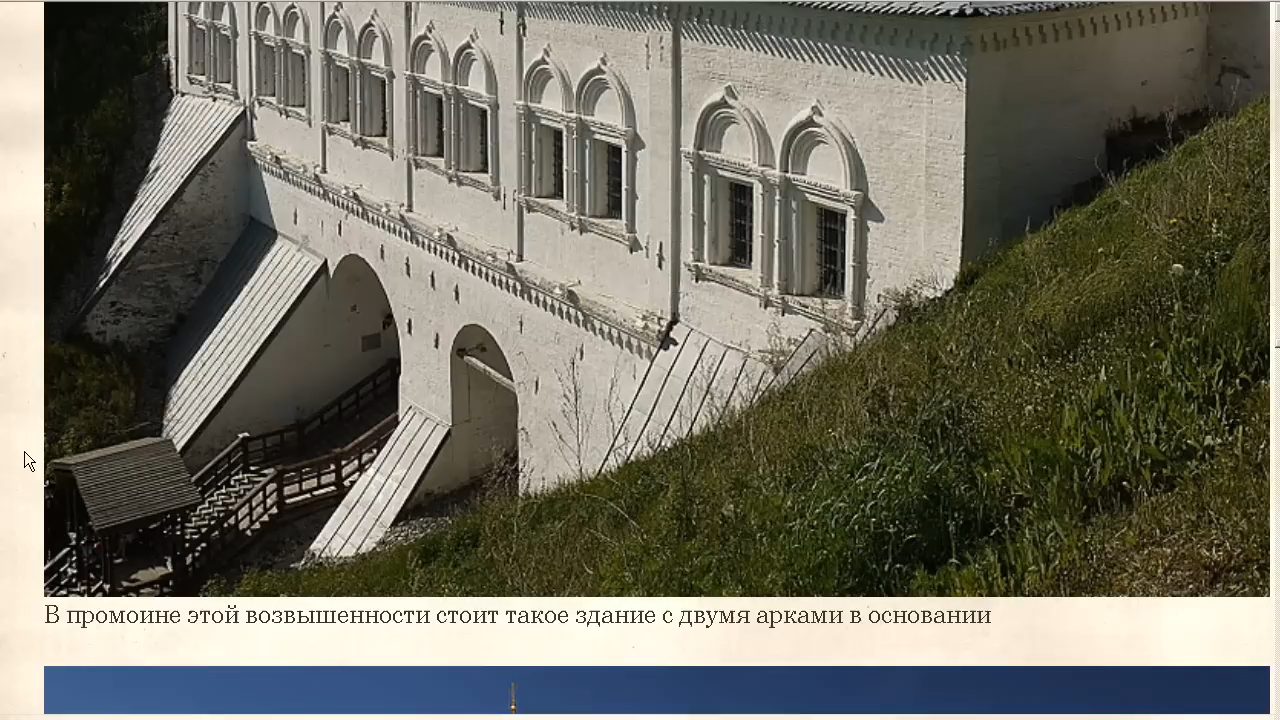 В промоине этой возвышенности стоит такое здание с двумя арками в основании